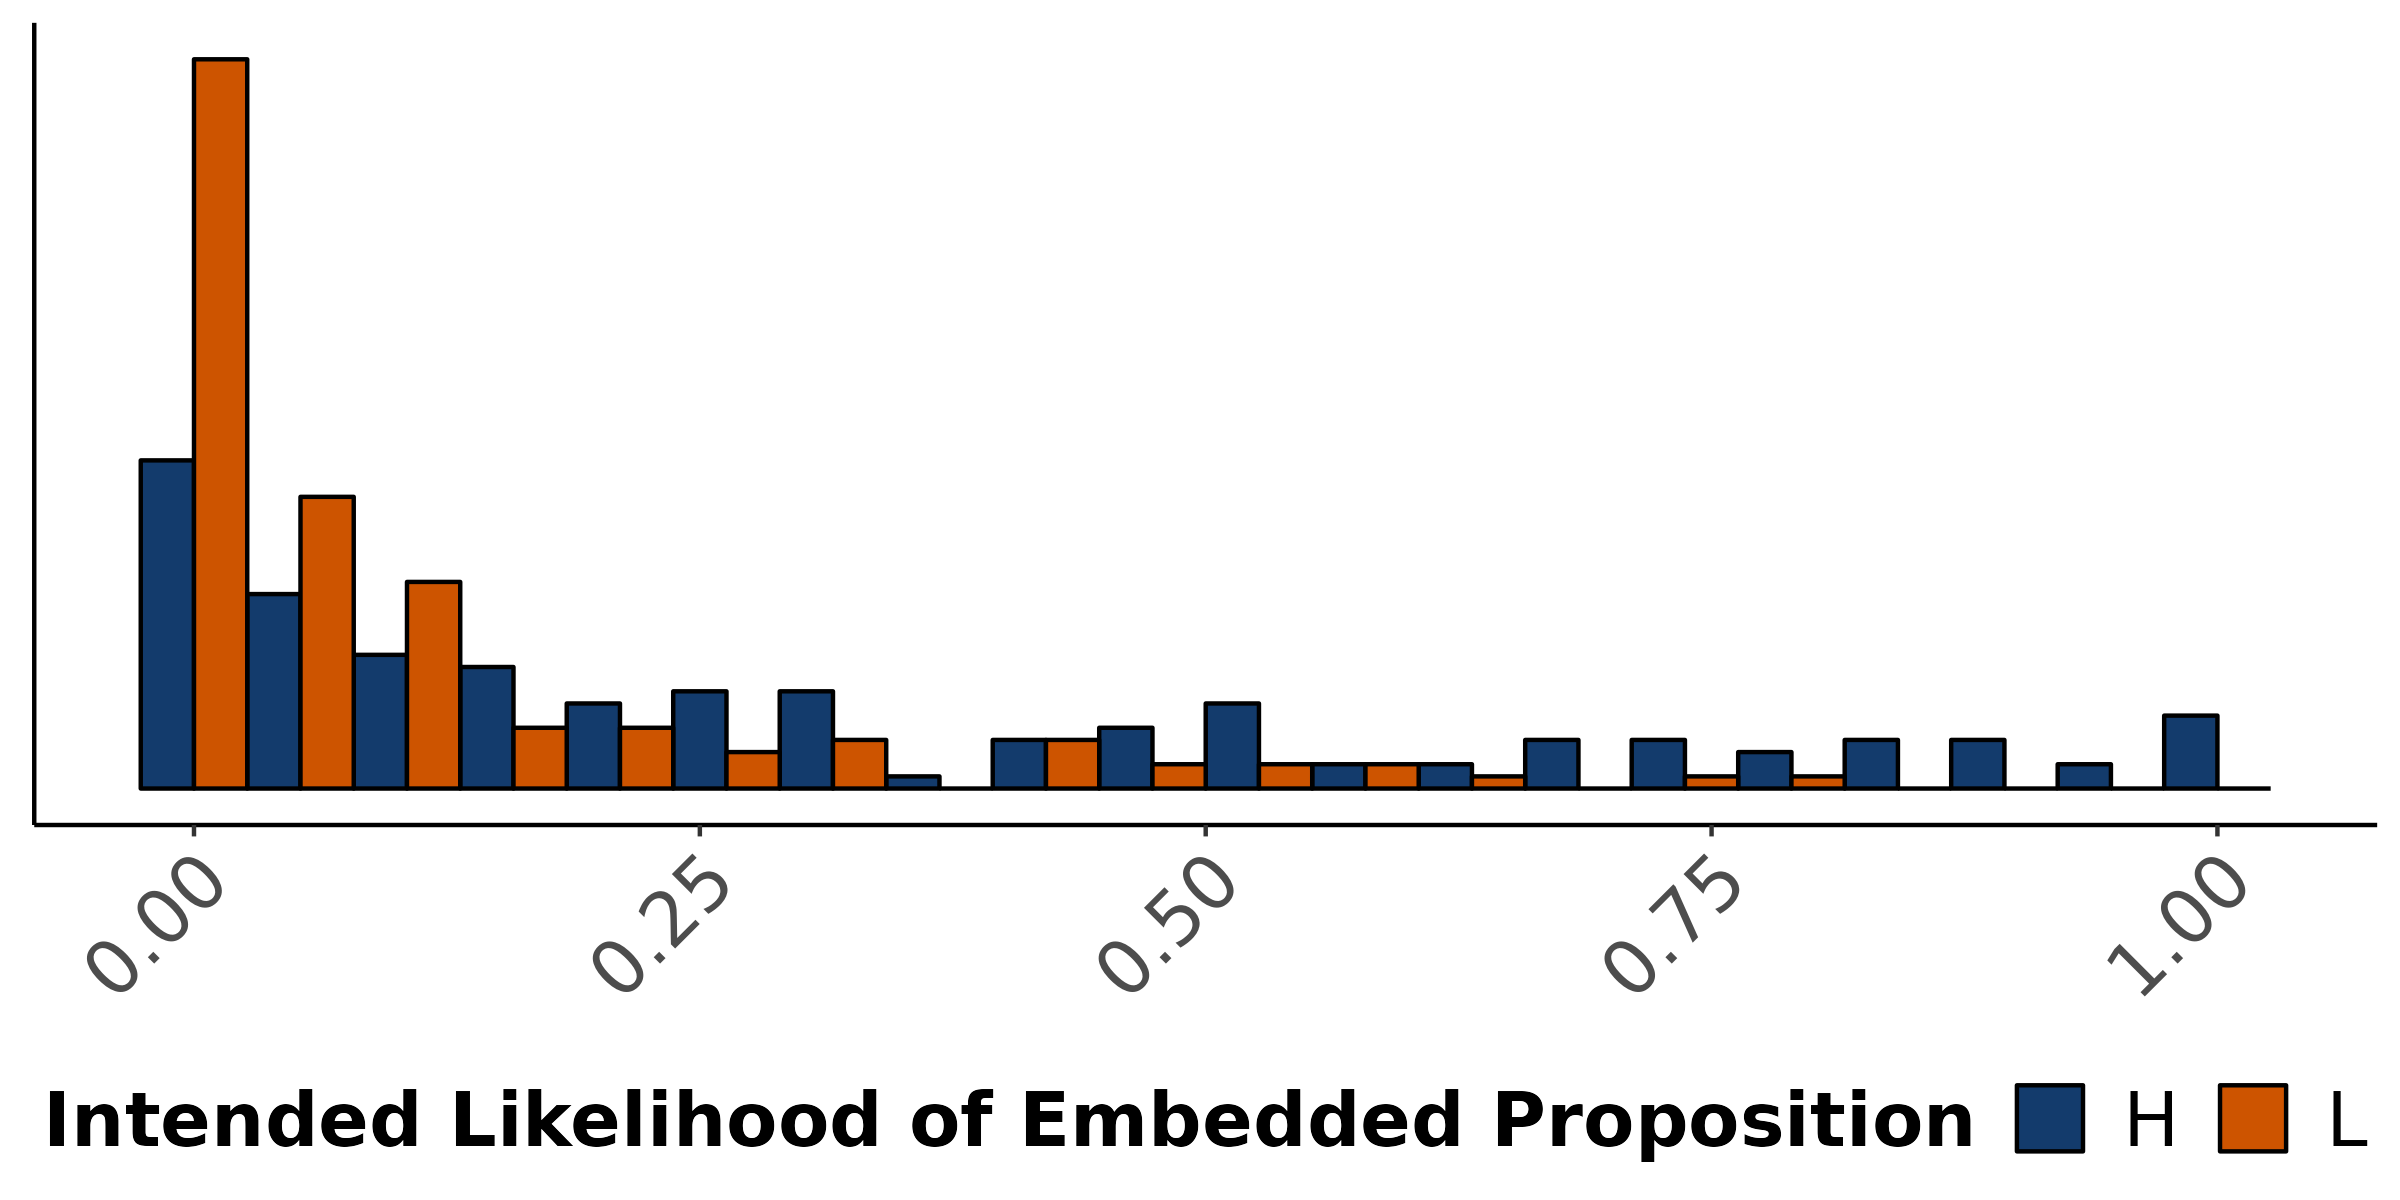 0.00 0.25 0.50 0.75 1.00
Intended Likelihood of Embedded Proposition H L